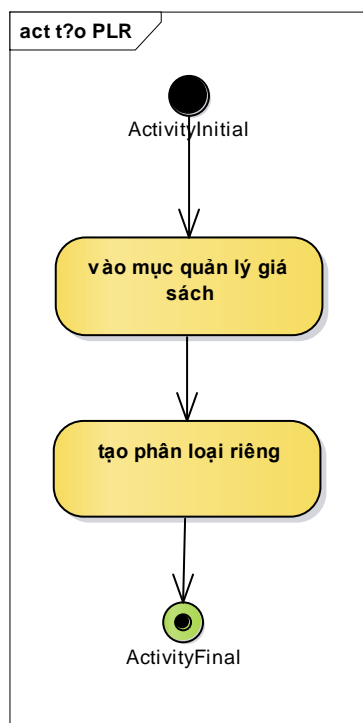 act t?o PLR
ActivityInitial
vào mục quản lý giá
sách
tạo phân loại riêng
ActivityFinal